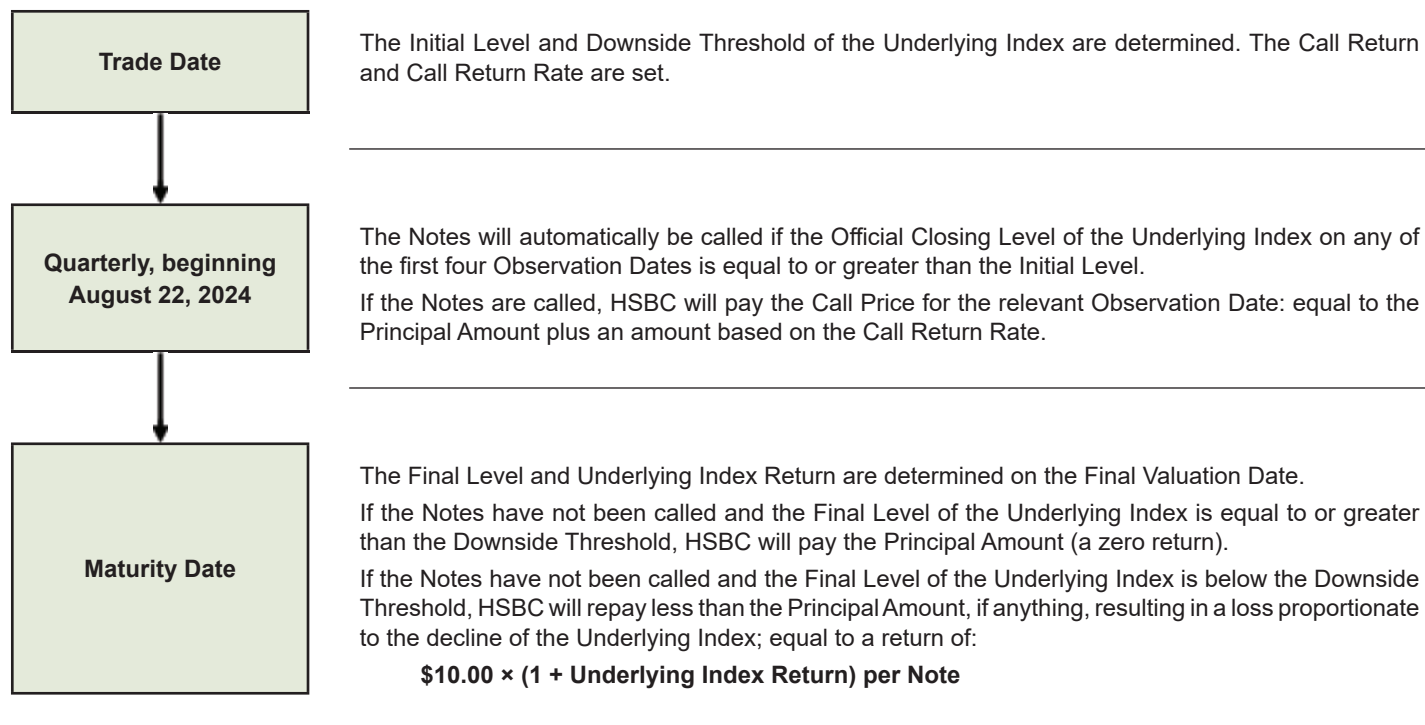 Trade Date
The Initial Level and Downside Threshold of the Underlying Index are determined. The Call Return
and Call Return Rate are set.
Quarterly, beginning
August 22, 2024
The Notes will automatically be called if the Official Closing Level of the Underlying Index on any of
the first four Observation Dates is equal to or greater than the Initial Level.
If the Notes are called, HSBC will pay the Call Price for the relevant Observation Date: equal to the
Principal Amount plus an amount based on the Call Return Rate.
Maturity Date
The Final Level and Underlying Index Return are determined on the Final Valuation Date.
If the Notes have not been called and the Final Level of the Underlying Index is equal to or greater
than the Downside Threshold, HSBC will pay the Principal Amount (a zero return).
If the Notes have not been called and the Final Level of the Underlying Index is below the Downside
Threshold, HSBC will repay less than the Principal Amount, if anything, resulting in a loss proportionate
to the decline of the Underlying Index; equal to a return of:
$10.00 × (1 + Underlying Index Return) per Note